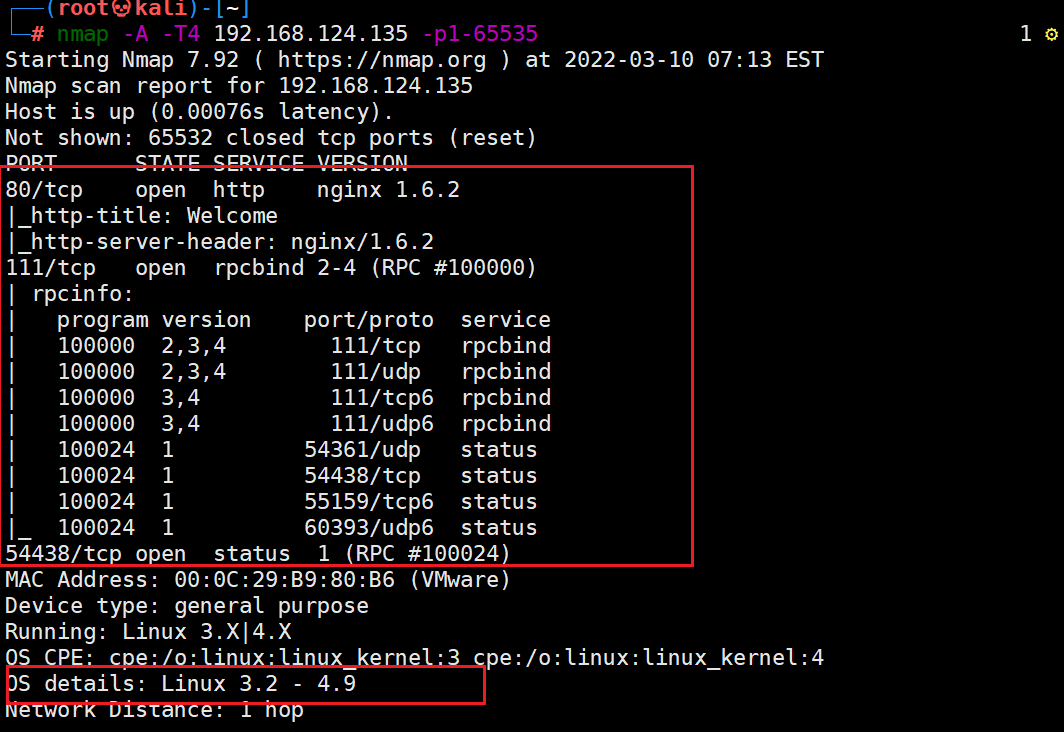 ┌──(root💀kali)-[~]
└─# nmap -A -T4 192.168.124.135 -p1-65535 1 ⚙
Starting Nmap 7.92 ( https://nmap.org ) at 2022-03-10 07:13 EST
Nmap scan report for 192.168.124.135
Host is up (0.00076s latency).
Not shown: 65532 closed tcp ports (reset)
PORT      STATE SERVICE VERSION
80/tcp    open  http    nginx 1.6.2
|_http-title: Welcome
|_http-server-header: nginx/1.6.2
111/tcp   open  rpcbind 2-4 (RPC #100000)
| rpcinfo:
|   program version    port/proto  service
|   100000  2,3,4        111/tcp   rpcbind
|   100000  2,3,4        111/udp   rpcbind
|   100000  3,4          111/tcp6  rpcbind
|   100000  3,4          111/udp6  rpcbind
|   100024  1          54361/udp   status
|   100024  1          54438/tcp   status
|   100024  1          55159/tcp6  status
|_  100024  1          60393/udp6  status
54438/tcp open  status  1 (RPC #100024)
MAC Address: 00:0C:29:B9:80:B6 (VMware)
Device type: general purpose
Running: Linux 3.X|4.X
OS CPE: cpe:/o:linux:linux_kernel:3 cpe:/o:linux:linux_kernel:4
OS details: Linux 3.2 - 4.9
Network Distance: 1 hop